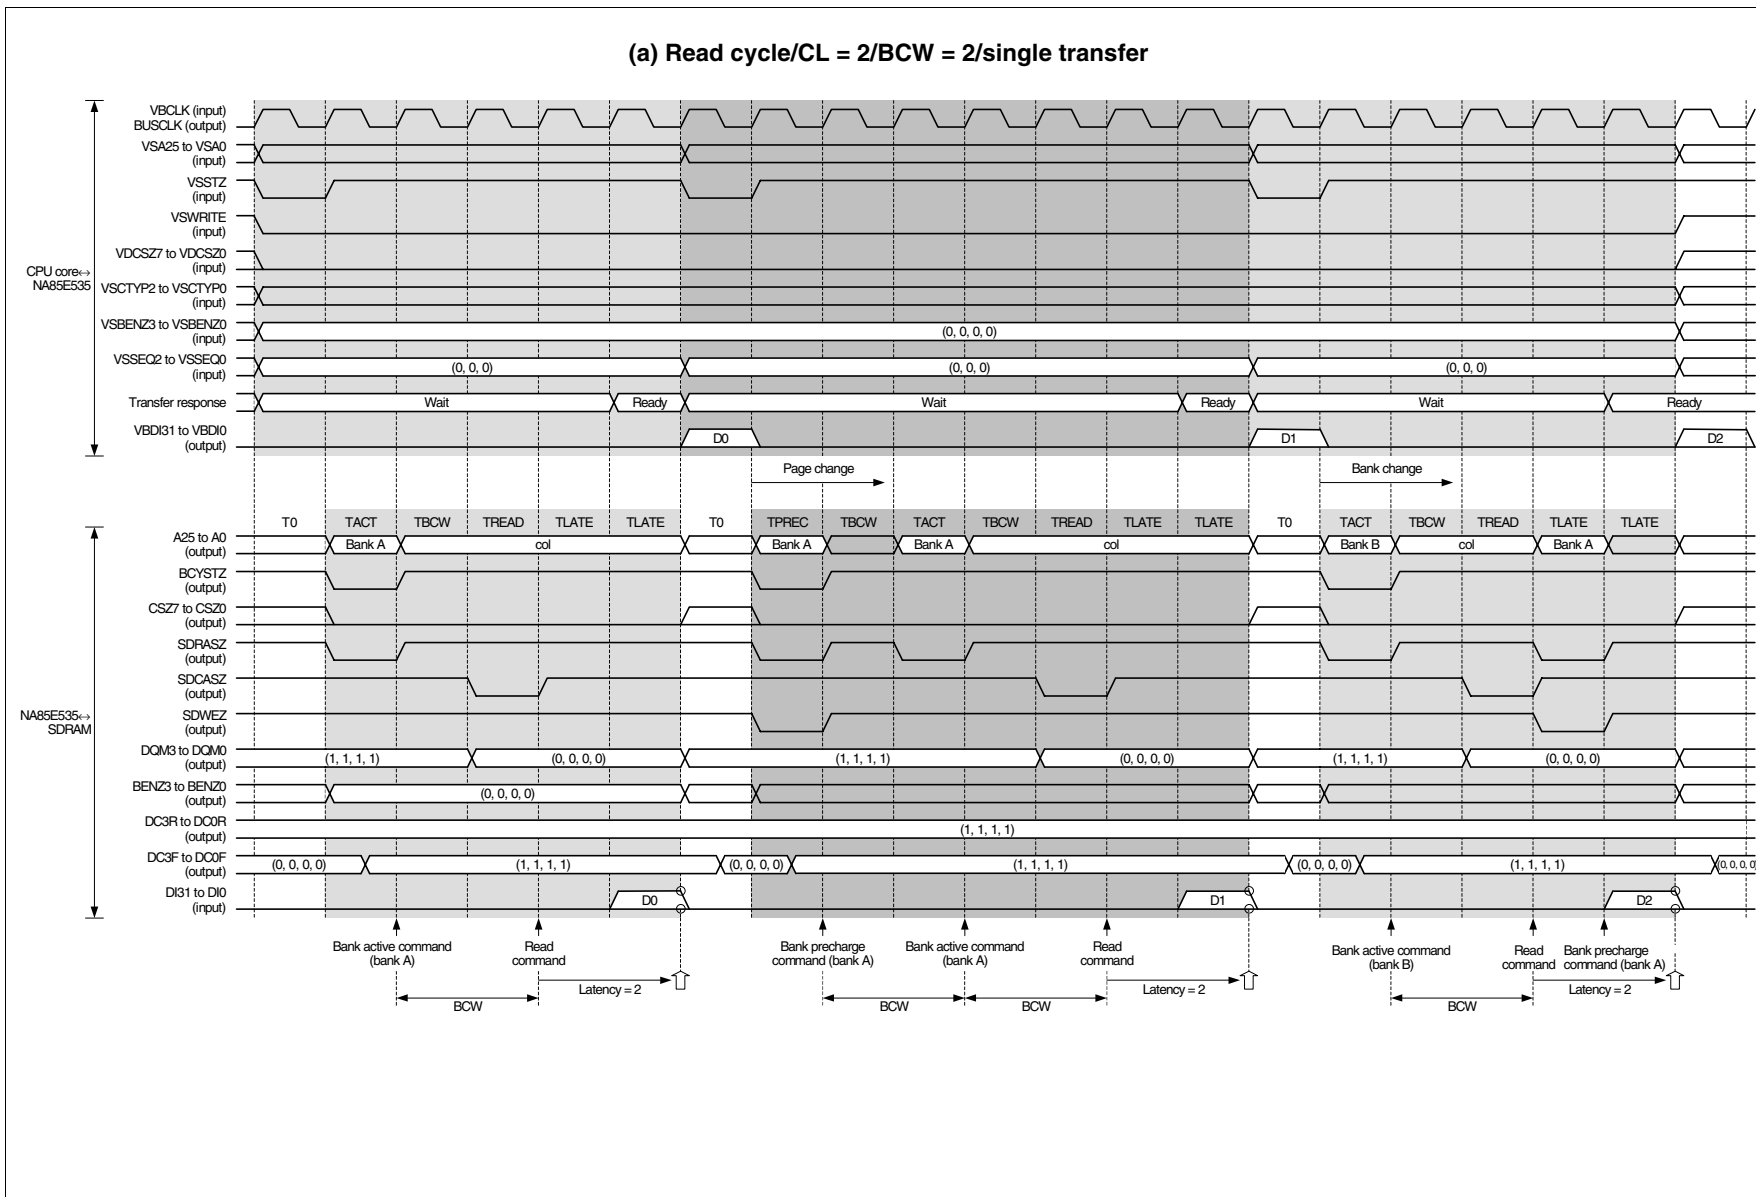 (a) Read cycle/CL = 2/BCW = 2/single transfer
VBCLK (input)
BUSCLK (output)
VSA25 to VSA0
(input)
VSSTZ
(input)
VSWRITE
(input)
VDCSZ7 to VDCSZ0
(input)
CPU core↔
NA85E535
VSCTYP2 to VSCTYP0
(input)
VSBENZ3 to VSBENZ0
(input)
(0, 0, 0, 0)
VSSEQ2 to VSSEQ0
(input)
(0, 0, 0) (0, 0, 0) (0, 0, 0)
Transfer response Wait Ready Wait Ready Wait Ready
VBDI31 to VBDI0
(output)
D0 D1 D2
Page change Bank change
T0 TACT TBCW TREAD TLATE TLATE T0 TPREC TBCW TACT TBCW TREAD TLATE TLATE T0 TACT TBCW TREAD TLATE TLATE
A25 to A0
(output)
Bank A col Bank A Bank A col Bank B col Bank A
BCYSTZ
(output)
CSZ7 to CSZ0
(output)
SDRASZ
(output)
SDCASZ
(output)
NA85E535↔
SDRAM
SDWEZ
(output)
DQM3 to DQM0
(output)
(1, 1, 1, 1) (0, 0, 0, 0) (1, 1, 1, 1) (0, 0, 0, 0) (1, 1, 1, 1) (0, 0, 0, 0)
BENZ3 to BENZ0
(output)
(0, 0, 0, 0)
DC3R to DC0R
(output)
(1, 1, 1, 1)
DC3F to DC0F
(output)
(0, 0, 0, 0) (1, 1, 1, 1) (0, 0, 0, 0) (1, 1, 1, 1) (0, 0, 0, 0) (1, 1, 1, 1) (0, 0, 0, 0)
DI31 to DI0
(input)
D0 D1 D2
Bank active command
(bank A)
Read
command
Bank precharge
command (bank A)
Bank active command
(bank A)
Read
command
Bank active command
(bank B)
Read
command
Bank precharge
command (bank A)
Latency = 2 Latency = 2 Latency = 2
BCW BCW BCW BCW